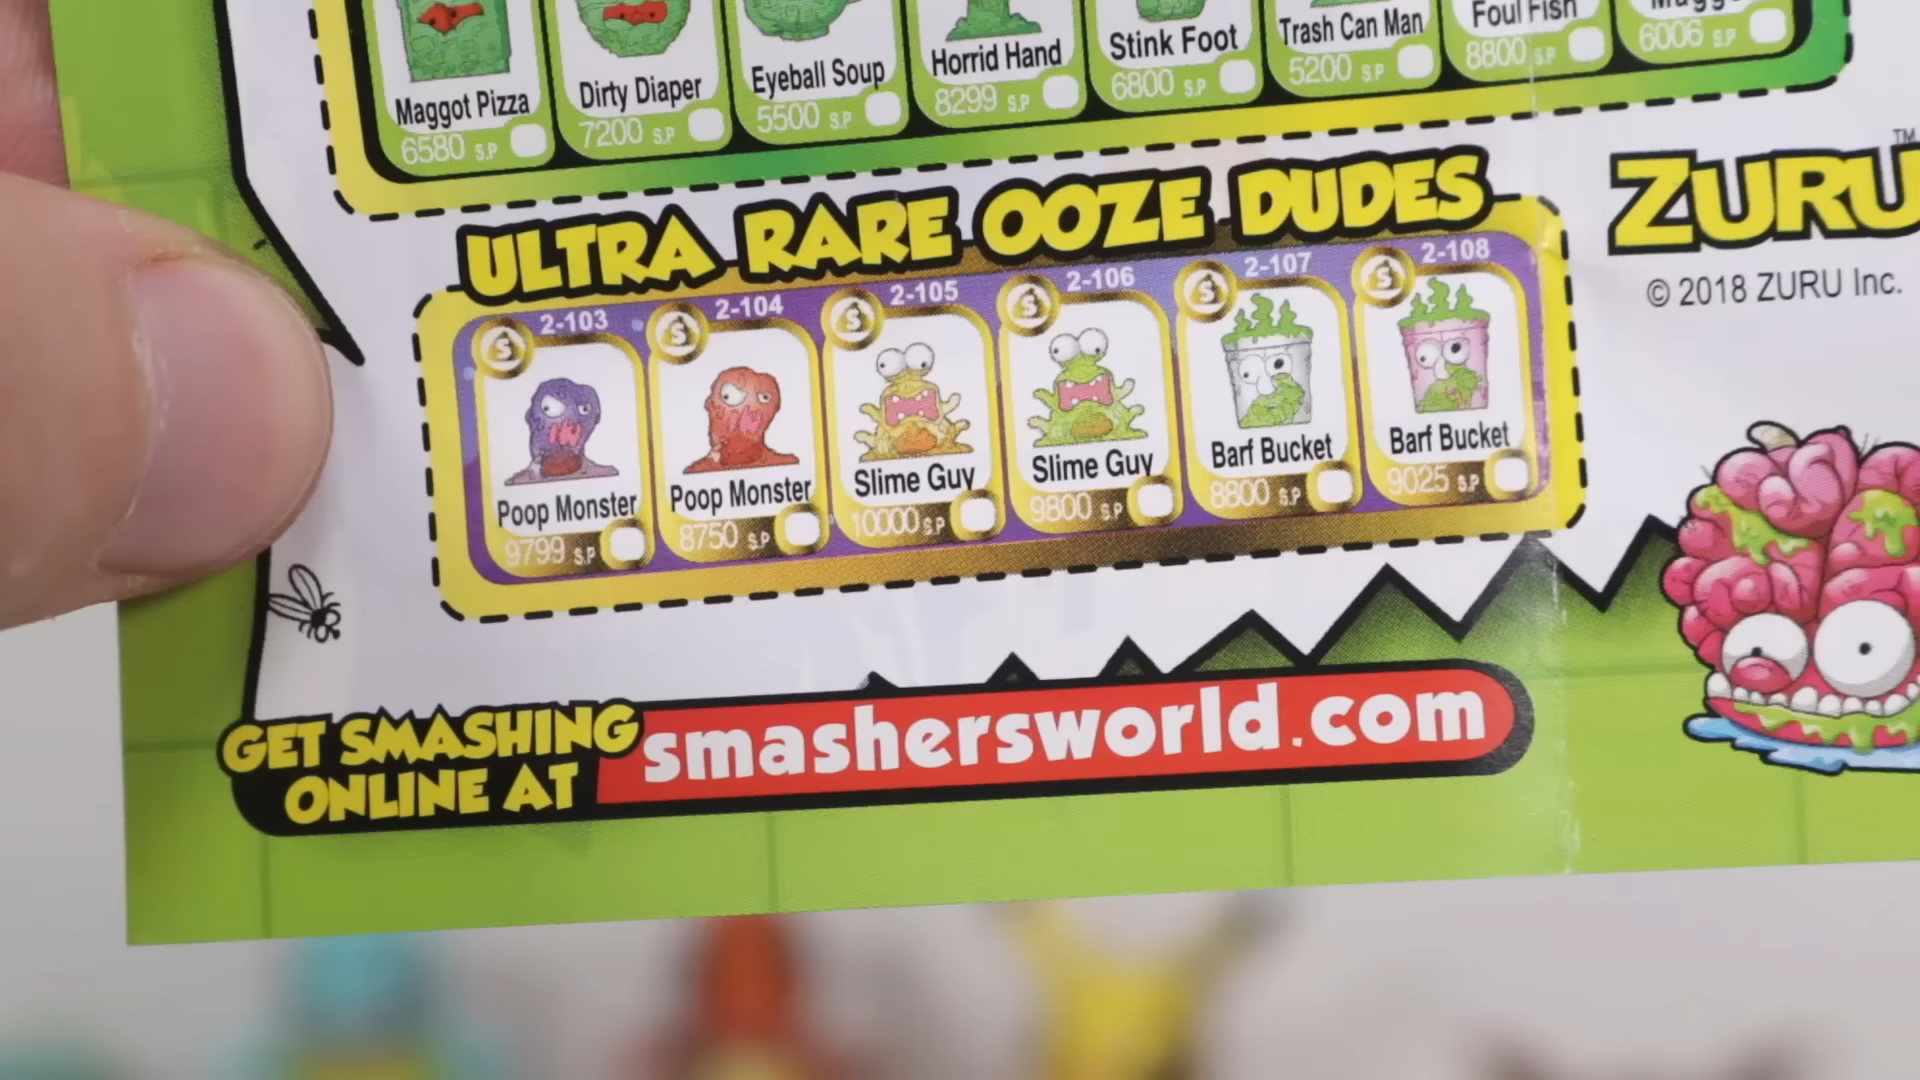 Maggot Pizza
6580 S.P
Dirty Diaper
7200 S.P
Eyeball Soup
5500 S.P
Horrid Hand
8299 S.P
Stink Foot
6800 S.P
Trash Can Man
5200 S.P
Foul Fish
8800 S.P
6006 S.P
ULTRA RARE OOZE DUDES
2-103
S
Poop Monster
9799 S.P
2-104
S
Poop Monster
8750 S.P
2-105
S
Slime Guy
10000 S.P
2-106
S
Slime Guy
9800 S.P
2-107
S
Barf Bucket
8800 S.P
2-108
S
Barf Bucket
9025 S.P
ZURU™
© 2018 ZURU Inc.
GET SMASHING
ONLINE AT
smashersworld.com